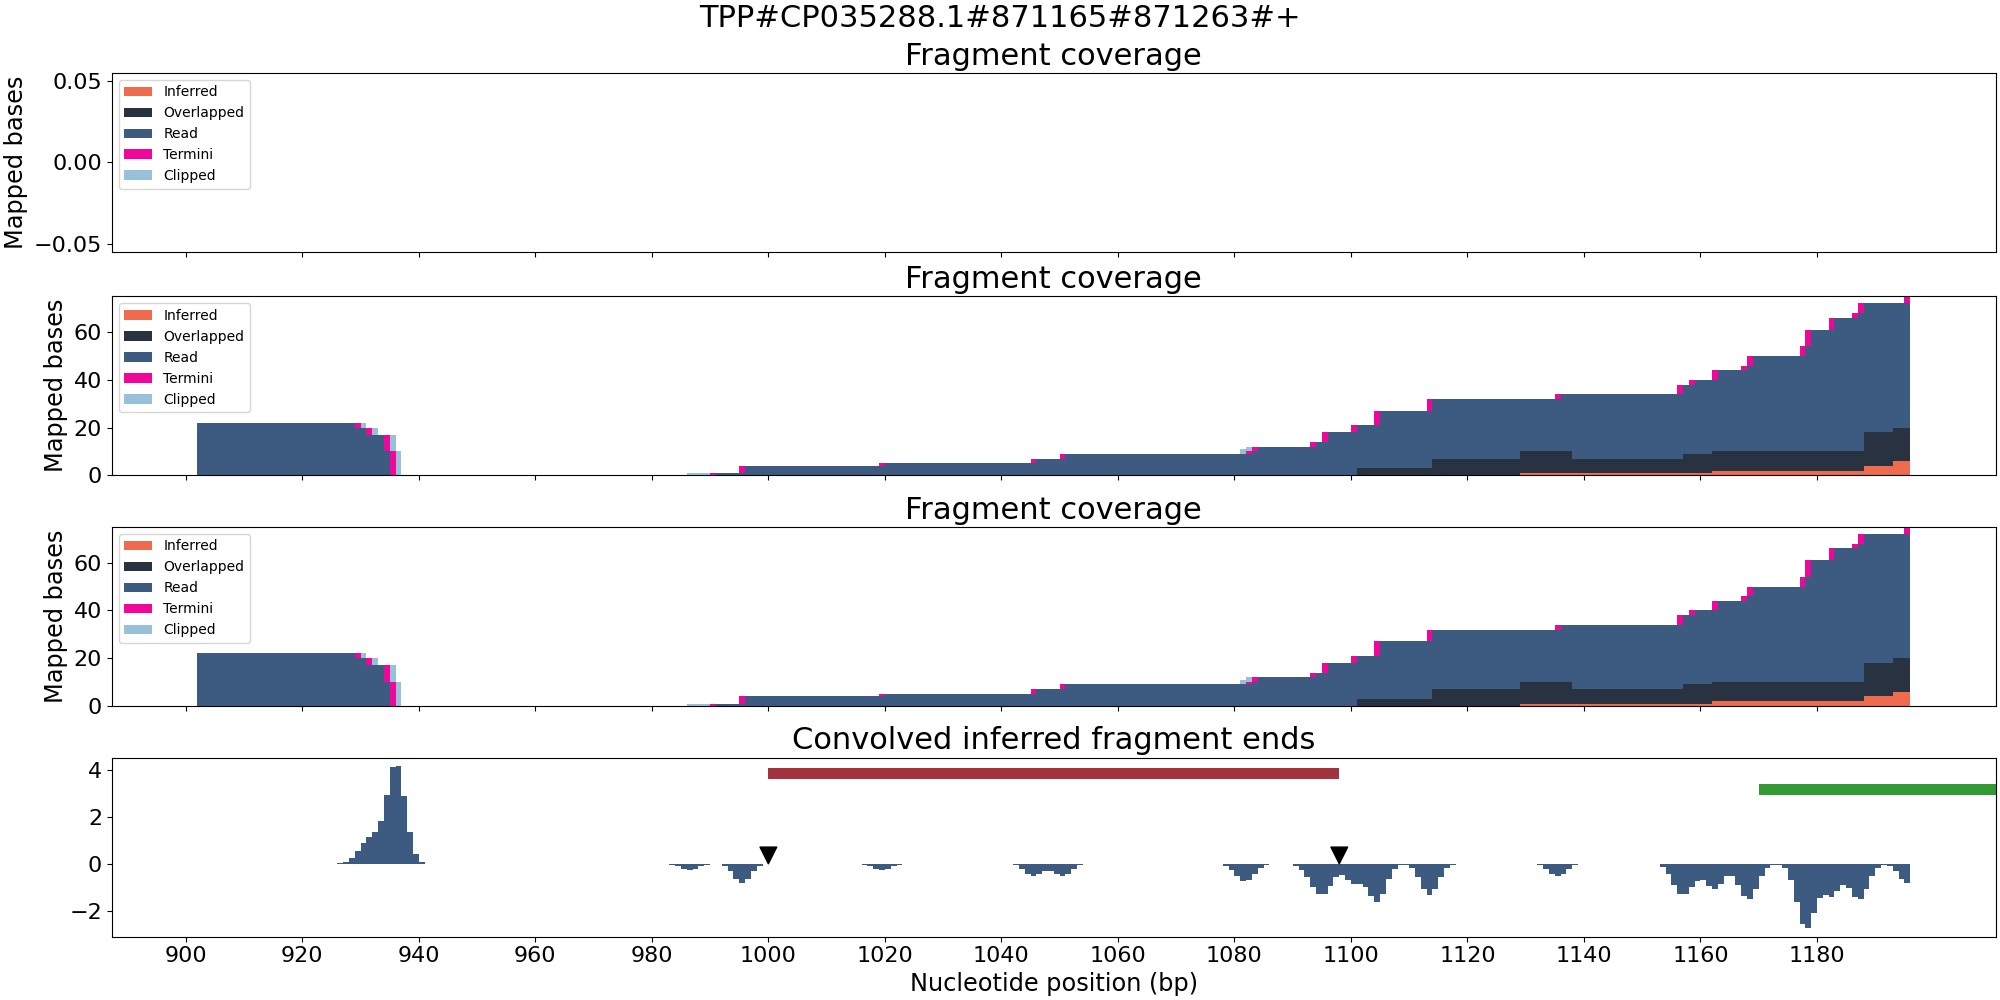 TPP#CP035288.1#871165#871263#+
Fragment coverage
Mapped bases
0.05
0.00
−0.05
Inferred
Overlapped
Read
Termini
Clipped
Fragment coverage
Mapped bases
60
40
20
0
Inferred
Overlapped
Read
Termini
Clipped
Fragment coverage
Mapped bases
60
40
20
0
Inferred
Overlapped
Read
Termini
Clipped
Convolved inferred fragment ends
4
2
0
−2
900 920 940 960 980 1000 1020 1040 1060 1080 1100 1120 1140 1160 1180
Nucleotide position (bp)